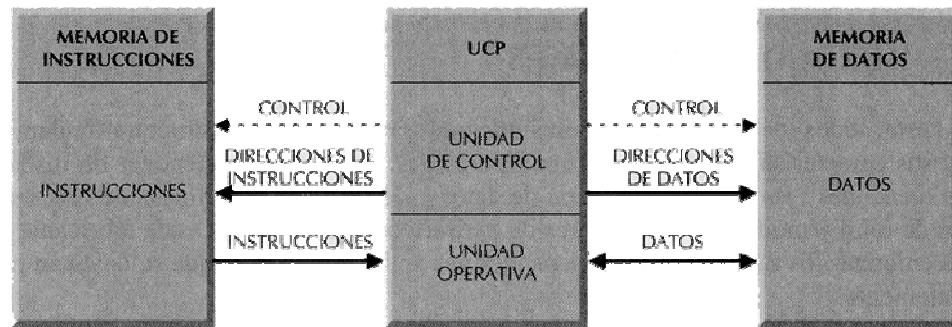 MEMORIA DE
INSTRUCCIONES
INSTRUCCIONES
CONTROL
DIRECCIONES DE
INSTRUCCIONES
INSTRUCCIONES
UCP
UNIDAD
DE CONTROL
UNIDAD
OPERATIVA
CONTROL
DIRECCIONES
DE DATOS
DATOS
MEMORIA
DE DATOS
DATOS